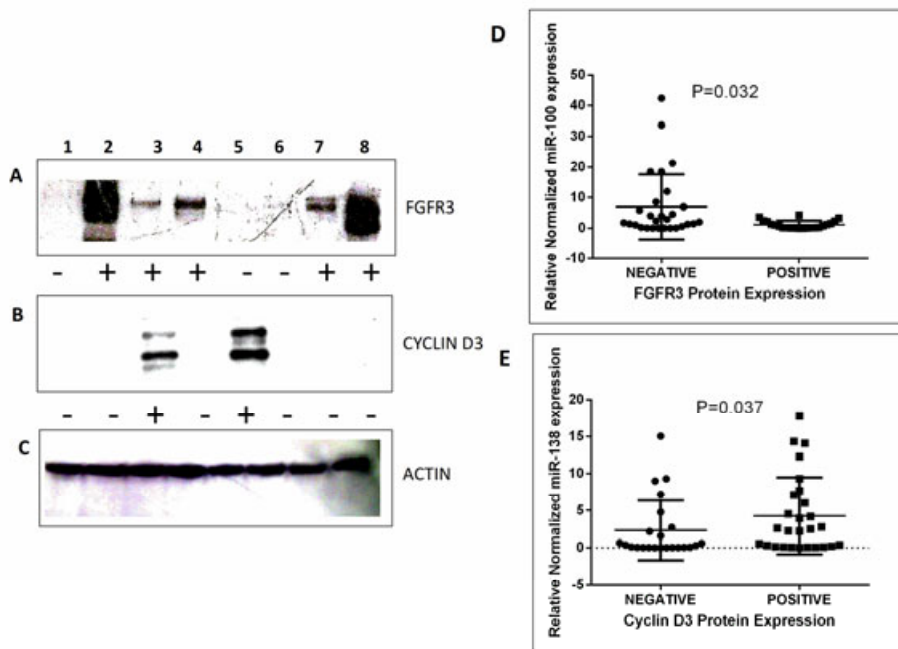 1 2 3 4 5 6 7 8
A
FGFR3
- + + + - - + +
B
CYCLIN D3
- - + - + - - -
C
ACTIN
D
Relative Normalized miR-100 expression
50
40
30
20
10
0
-10
P=0.032
NEGATIVE POSITIVE
FGFR3 Protein Expression
E
Relative Normalized miR-138 expression
20
15
10
5
0
-5
P=0.037
NEGATIVE POSITIVE
Cyclin D3 Protein Expression